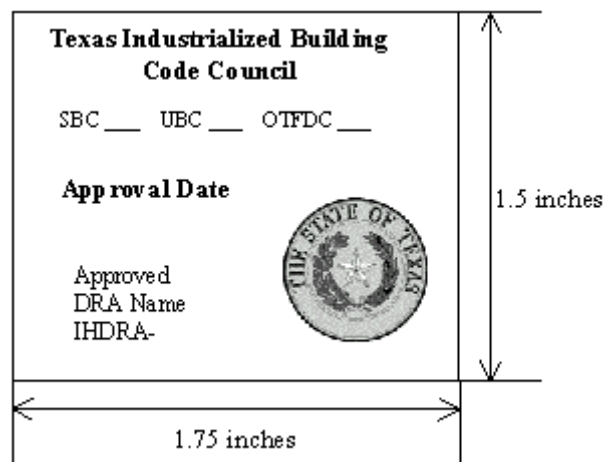 Texas Industrialized Building
Code Council
SBC ___ UBC ___ OTFDC ___
Approval Date
1.5 inches
THE STATE OF TEXAS
Approved
DRA Name
IHDRA-
1.75 inches